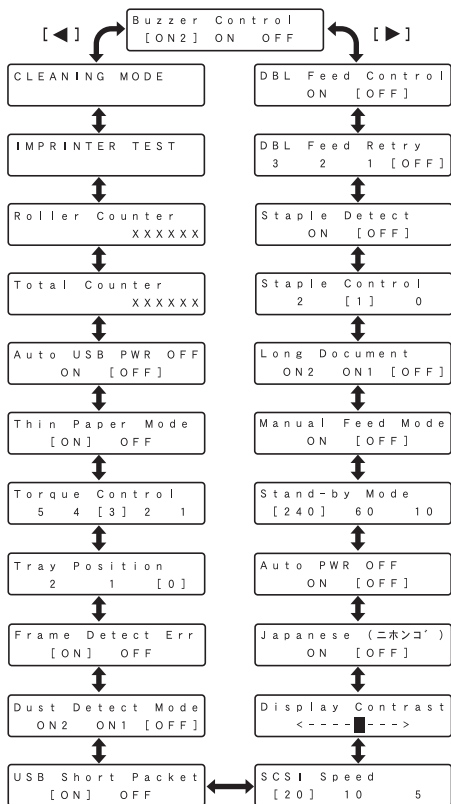 Buzzer Control
[ON2] ON OFF
[◀]
[▶]
CLEANING MODE
IMPRINTER TEST
Roller Counter
XXXXXX
Total Counter
XXXXXX
Auto USB PWR OFF
ON [OFF]
Thin Paper Mode
[ON] OFF
Torque Control
5 4 [3] 2 1
Tray Position
2 1 [0]
Frame Detect Err
[ON] OFF
Dust Detect Mode
ON2 ON1 [OFF]
USB Short Packet
[ON] OFF
DBL Feed Control
ON [OFF]
DBL Feed Retry
3 2 1 [OFF]
Staple Detect
ON [OFF]
Staple Control
2 [1] 0
Long Document
ON2 ON1 [OFF]
Manual Feed Mode
ON [OFF]
Stand-by Mode
[240] 60 10
Auto PWR OFF
ON [OFF]
Japanese (ニホンゴ)
ON [OFF]
Display Contrast
<----█--->
SCSI Speed
[20] 10 5